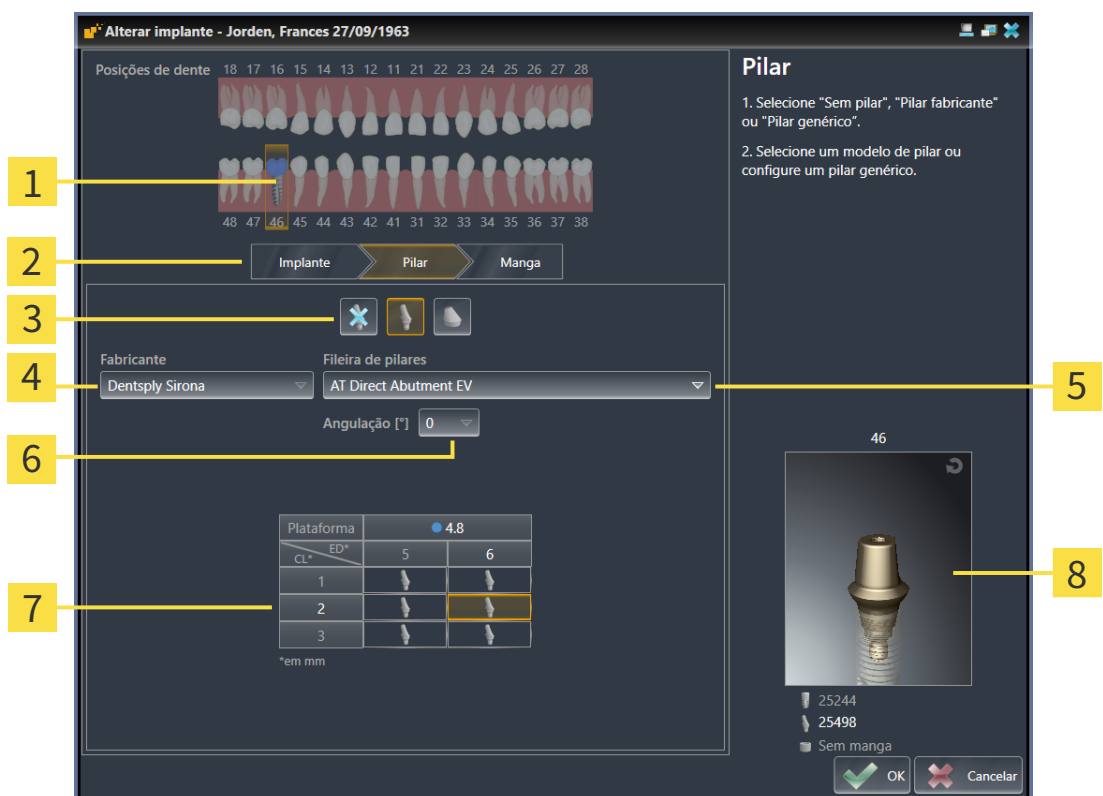 Alterar implante - Jorden, Frances 27/09/1963
Posições de dente 18 17 16 15 14 13 12 11 21 22 23 24 25 26 27 28
48 47 46 45 44 43 42 41 31 32 33 34 35 36 37 38
1
2
Implante Pilar Manga
3
Fabricante Fileira de pilares
4
Dentsply Sirona AT Direct Abutment EV
5
Angulação [°] 0
6
Plataforma 4.8
CL* ED* 5 6
1
2
3
7
*em mm
Pilar
1. Selecione "Sem pilar", "Pilar fabricante"
ou "Pilar genérico".
2. Selecione um modelo de pilar ou
configure um pilar genérico.
46
8
25244
25498
Sem manga
OK Cancelar